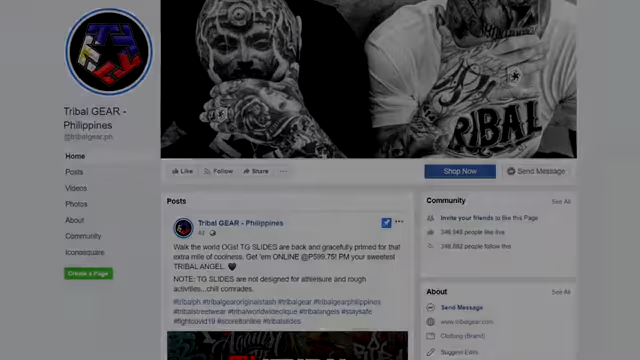 Tribal GEAR -
Philippines
@tribalgear.ph
Home
Posts
Videos
Photos
About
Community
Iconosquare
Create a Page
TRIBAL
Like
Follow
Share
Shop Now
Send Message
Posts
Tribal GEAR - Philippines
Walk the world OGs! TG SLIDES are back and gracefully primed for that
extra mile of coolness. Get 'em ONLINE @P599.75! PM your sweetest
TRIBAL ANGEL.
NOTE: TG SLIDES are not designed for athleisure and rough
activities...chill comrades.
#tribalph #tribalgearoriginalstash #tribalgear #tribalgearphilippines
#tribalstreetwear #tribalworldwideclique #tribalangels #staysafe
#fightcovid19 #scoreitonline #tribalslides
Community
See All
Invite your friends to like this Page
people like this
people follow this
About
See All
Send Message
www.tribalgear.com
Clothing (Brand)
Suggest Edits